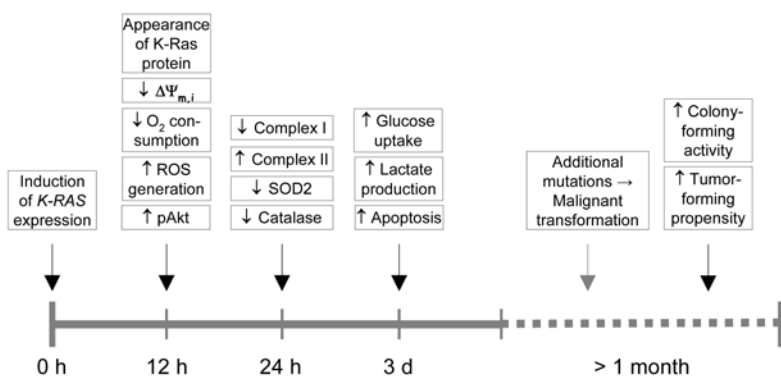 Induction
of K-RAS
expression
Appearance
of K-Ras
protein
↓ ΔΨm,i
↓ O₂ con-
sumption
↑ ROS
generation
↑ pAkt
↓ Complex I
↑ Complex II
↓ SOD2
↓ Catalase
↑ Glucose
uptake
↑ Lactate
production
↑ Apoptosis
Additional
mutations →
Malignant
transformation
↑ Colony-
forming
activity
↑ Tumor-
forming
propensity
0 h
12 h
24 h
3 d
> 1 month